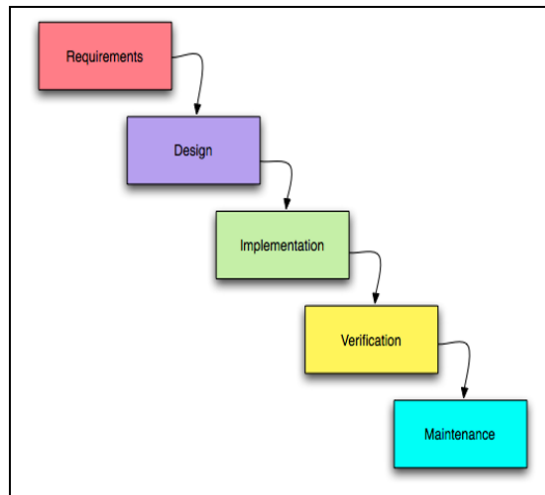 Requirements
Design
Implementation
Verification
Maintenance